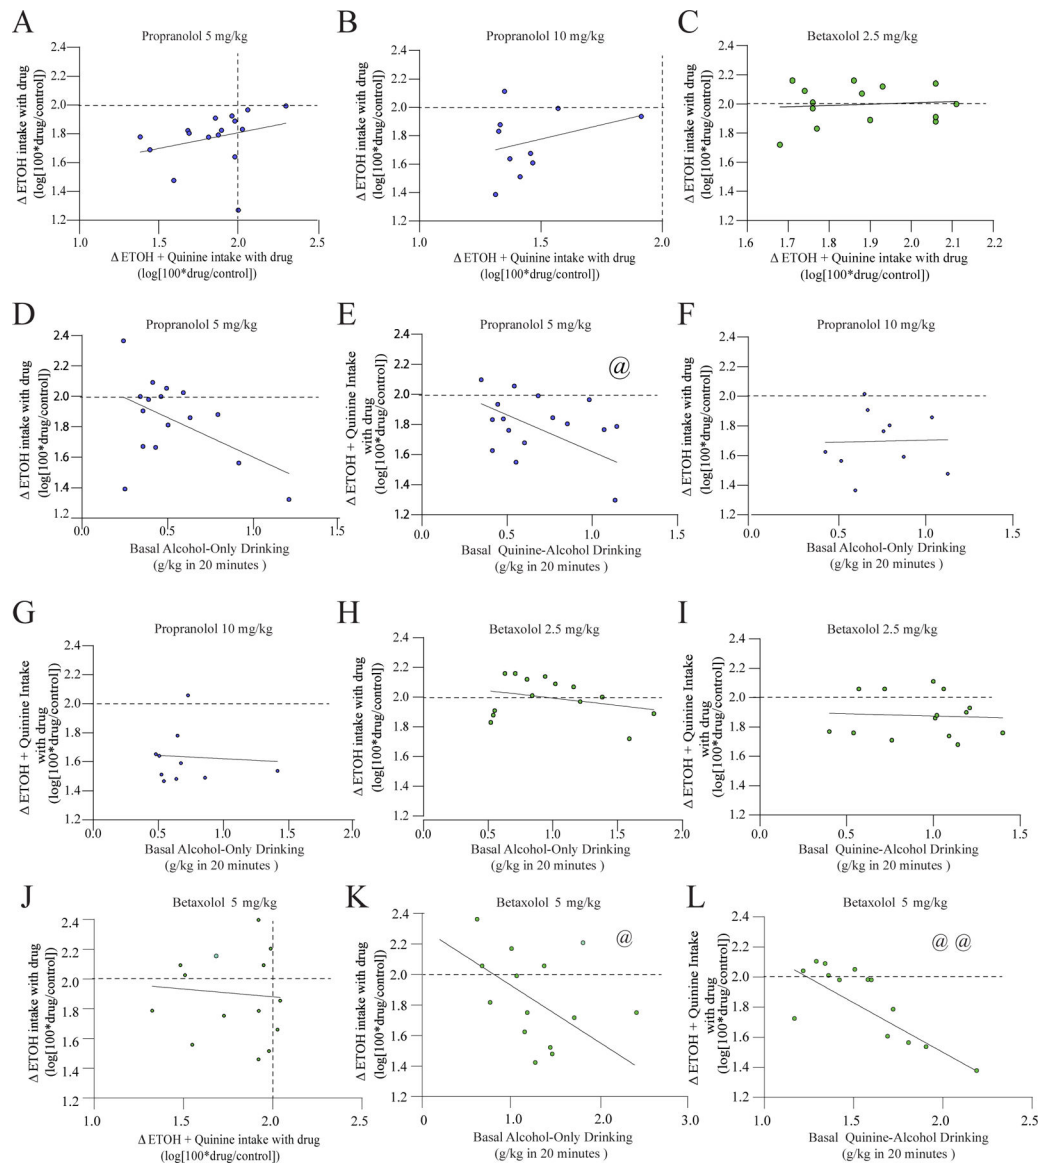 A
Propranolol 5 mg/kg
Δ ETOH intake with drug
(log[100*drug/control])
2.4
2.2
2.0
1.8
1.6
1.4
1.2
1.0
1.5
2.0
2.5
Δ ETOH + Quinine intake with drug
(log[100*drug/control])
B
Propranolol 10 mg/kg
Δ ETOH intake with drug
(log[100*drug/control])
2.4
2.2
2.0
1.8
1.6
1.4
1.2
1.0
1.5
2.0
Δ ETOH + Quinine intake with drug
(log[100*drug/control])
C
Betaxolol 2.5 mg/kg
Δ ETOH intake with drug
(log[100*drug/control])
2.4
2.2
2.0
1.8
1.6
1.4
1.2
1.6
1.7
1.8
1.9
2.0
2.1
2.2
Δ ETOH + Quinine intake with drug
(log[100*drug/control])
D
Propranolol 5 mg/kg
Δ ETOH intake with drug
(log[100*drug/control])
2.4
2.2
2.0
1.8
1.6
1.4
1.2
0.0
0.5
1.0
1.5
Basal Alcohol-Only Drinking
(g/kg in 20 minutes )
E
Propranolol 5 mg/kg
@
Δ ETOH + Quinine Intake
with drug
(log[100*drug/control])
2.4
2.2
2.0
1.8
1.6
1.4
1.2
0.0
0.5
1.0
1.5
Basal Quinine-Alcohol Drinking
(g/kg in 20 minutes )
F
Propranolol 10 mg/kg
Δ ETOH intake with drug
(log[100*drug/control])
2.4
2.2
2.0
1.8
1.6
1.4
1.2
0.0
0.5
1.0
1.5
Basal Alcohol-Only Drinking
(g/kg in 20 minutes )
G
Propranolol 10 mg/kg
Δ ETOH + Quinine Intake
with drug
(log[100*drug/control])
2.4
2.2
2.0
1.8
1.6
1.4
1.2
0.0
0.5
1.0
1.5
2.0
Basal Alcohol-Only Drinking
(g/kg in 20 minutes )
H
Betaxolol 2.5 mg/kg
Δ ETOH intake with drug
(log[100*drug/control])
2.4
2.2
2.0
1.8
1.6
1.4
1.2
0.0
0.5
1.0
1.5
2.0
Basal Alcohol-Only Drinking
(g/kg in 20 minutes )
I
Betaxolol 2.5 mg/kg
Δ ETOH + Quinine Intake
with drug
(log[100*drug/control])
2.4
2.2
2.0
1.8
1.6
1.4
1.2
0.0
0.5
1.0
1.5
Basal Quinine-Alcohol Drinking
(g/kg in 20 minutes )
J
Betaxolol 5 mg/kg
Δ ETOH intake with drug
(log[100*drug/control])
2.4
2.2
2.0
1.8
1.6
1.4
1.2
1.0
1.5
2.0
Δ ETOH + Quinine intake with drug
(log[100*drug/control])
K
Betaxolol 5 mg/kg
@
Δ ETOH intake with drug
(log[100*drug/control])
2.4
2.2
2.0
1.8
1.6
1.4
1.2
0
1.0
2.0
3.0
Basal Alcohol-Only Drinking
(g/kg in 20 minutes )
L
Betaxolol 5 mg/kg
@ @
Δ ETOH + Quinine Intake
with drug
(log[100*drug/control])
2.4
2.2
2.0
1.8
1.6
1.4
1.2
1.0
1.5
2.0
2.5
Basal Quinine-Alcohol Drinking
(g/kg in 20 minutes )